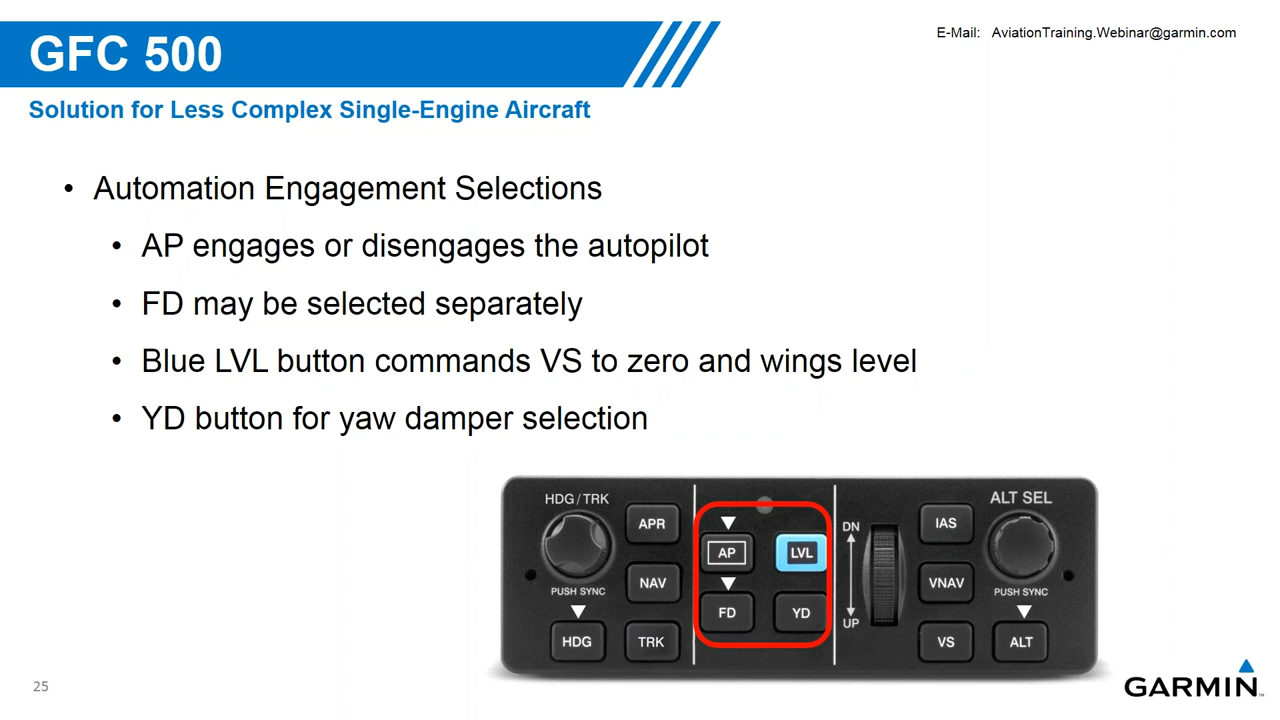 GFC 500
E-Mail: AviationTraining.Webinar@garmin.com
Solution for Less Complex Single-Engine Aircraft
• Automation Engagement Selections
• AP engages or disengages the autopilot
• FD may be selected separately
• Blue LVL button commands VS to zero and wings level
• YD button for yaw damper selection
HDG/TRK
PUSH SYNC
HDG
APR
NAV
TRK
AP
LVL
FD
YD
DN
UP
IAS
VNAV
VS
ALT SEL
PUSH SYNC
ALT
25
GARMIN